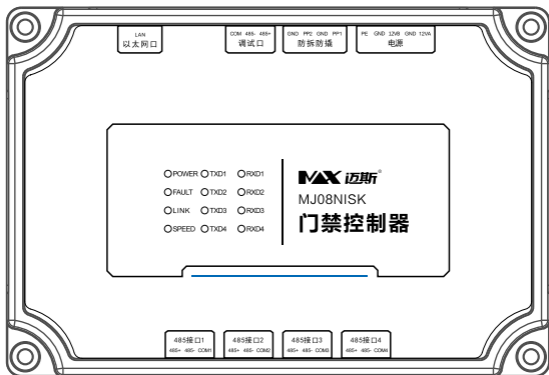 LAN
以太网口
COM 485- 485+
调试口
GND PP2 GND PP1
防拆防撬
PE GND 12VB GND 12VA
电源
POWER TXD1 RXD1
FAULT TXD2 RXD2
LINK TXD3 RXD3
SPEED TXD4 RXD4
MAX 迈斯®
MJ08NISK
门禁控制器
485接口1
485+ 485- COM1
485接口2
485+ 485- COM2
485接口3
485+ 485- COM3
485接口4
485+ 485- COM4